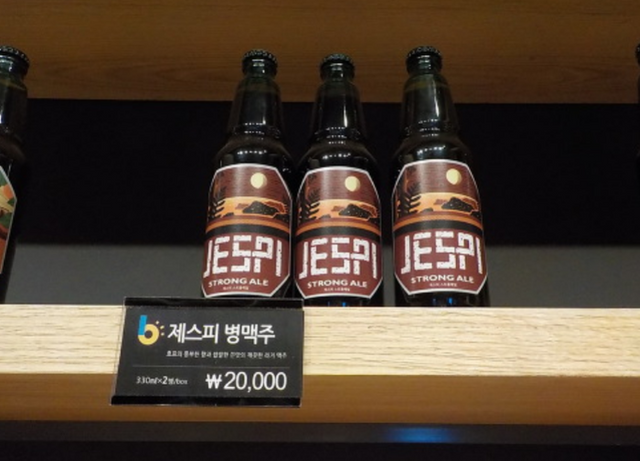 JESPI
STRONG ALE
JESPI
STRONG ALE
JESPI
STRONG ALE
제스피 병맥주
330㎖×2병/box
₩20,000